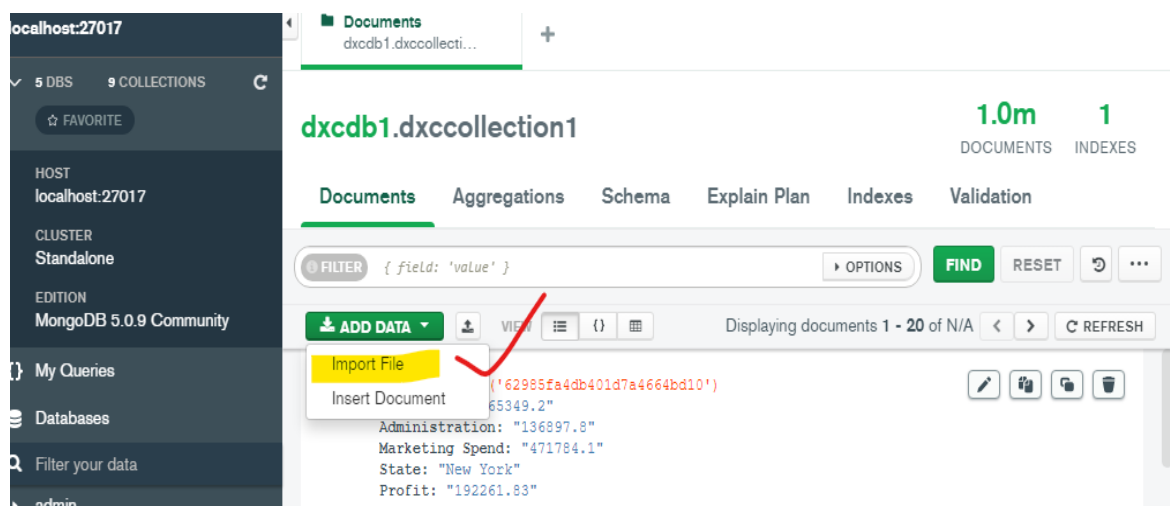 localhost:27017
5 DBS 9 COLLECTIONS
FAVORITE
HOST
localhost:27017
CLUSTER
Standalone
EDITION
MongoDB 5.0.9 Community
{} My Queries
Databases
Filter your data
admin
Documents
dxcdb1.dxccollecti...
+
dxcdb1.dxccollection1
1.0m
DOCUMENTS
1
INDEXES
Documents Aggregations Schema Explain Plan Indexes Validation
FILTER { field: 'value' } OPTIONS FIND RESET ...
ADD DATA VIEW {} Displaying documents 1 - 20 of N/A < > REFRESH
Import File
Insert Document
('62985fa4db401d7a4664bd10')
65349.2"
Administration: "136897.8"
Marketing Spend: "471784.1"
State: "New York"
Profit: "192261.83"